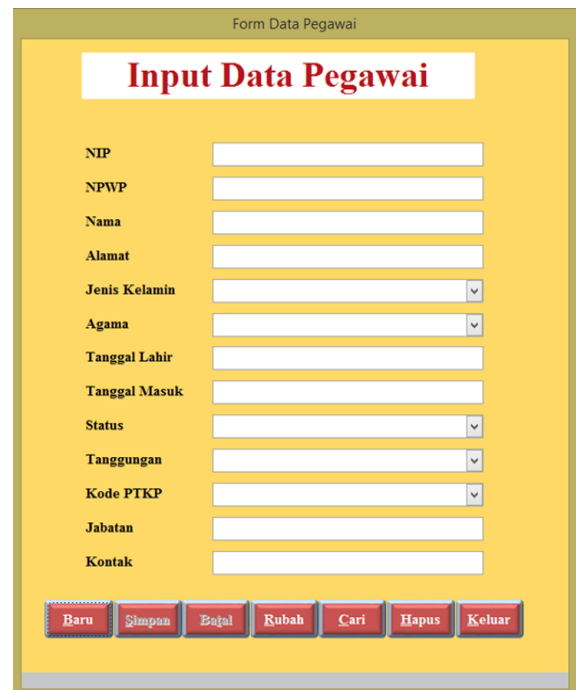 Form Data Pegawai
Input Data Pegawai
NIP
NPWP
Nama
Alamat
Jenis Kelamin
Agama
Tanggal Lahir
Tanggal Masuk
Status
Tanggungan
Kode PTKP
Jabatan
Kontak
Baru Simpan Batal Rubah Cari Hapus Keluar